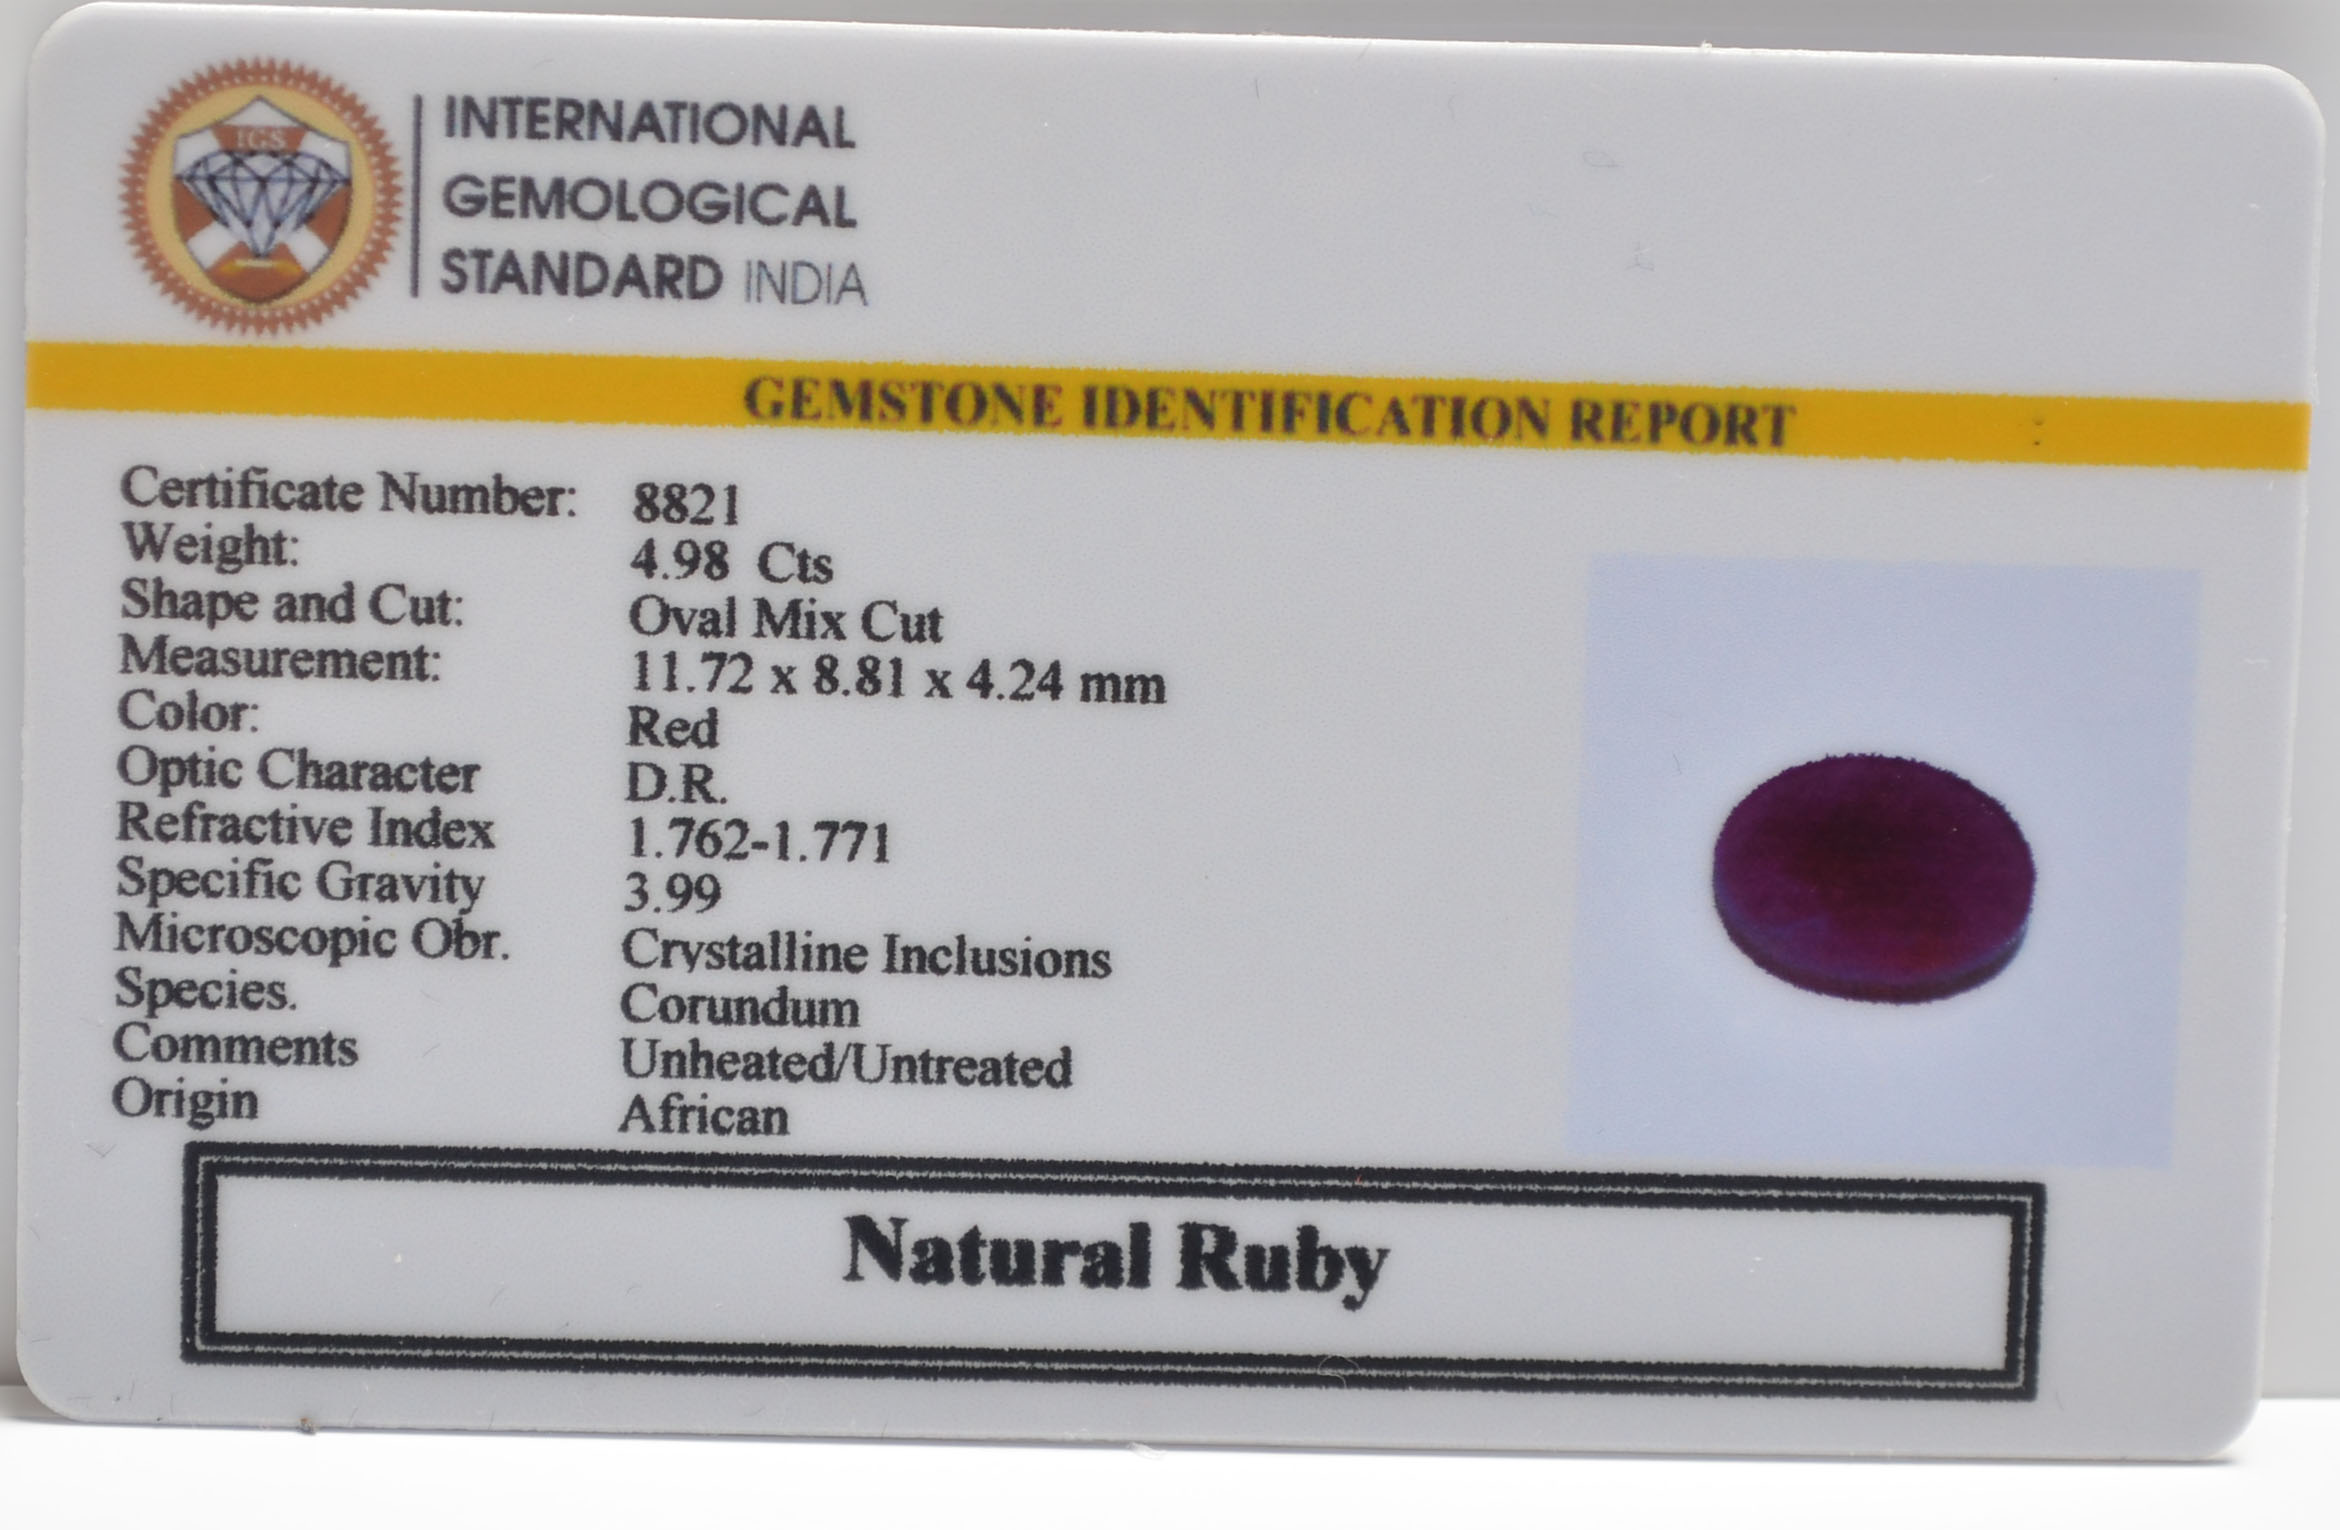 IGS
INTERNATIONAL
GEMOLOGICAL
STANDARD INDIA
GEMSTONE IDENTIFICATION REPORT :
Certificate Number: 8821
Weight: 4.98 Cts
Shape and Cut: Oval Mix Cut
Measurement: 11.72 x 8.81 x 4.24 mm
Color: Red
Optic Character D.R.
Refractive Index 1.762-1.771
Specific Gravity 3.99
Microscopic Obr. Crystalline Inclusions
Species. Corundum
Comments Unheated/Untreated
Origin African
Natural Ruby